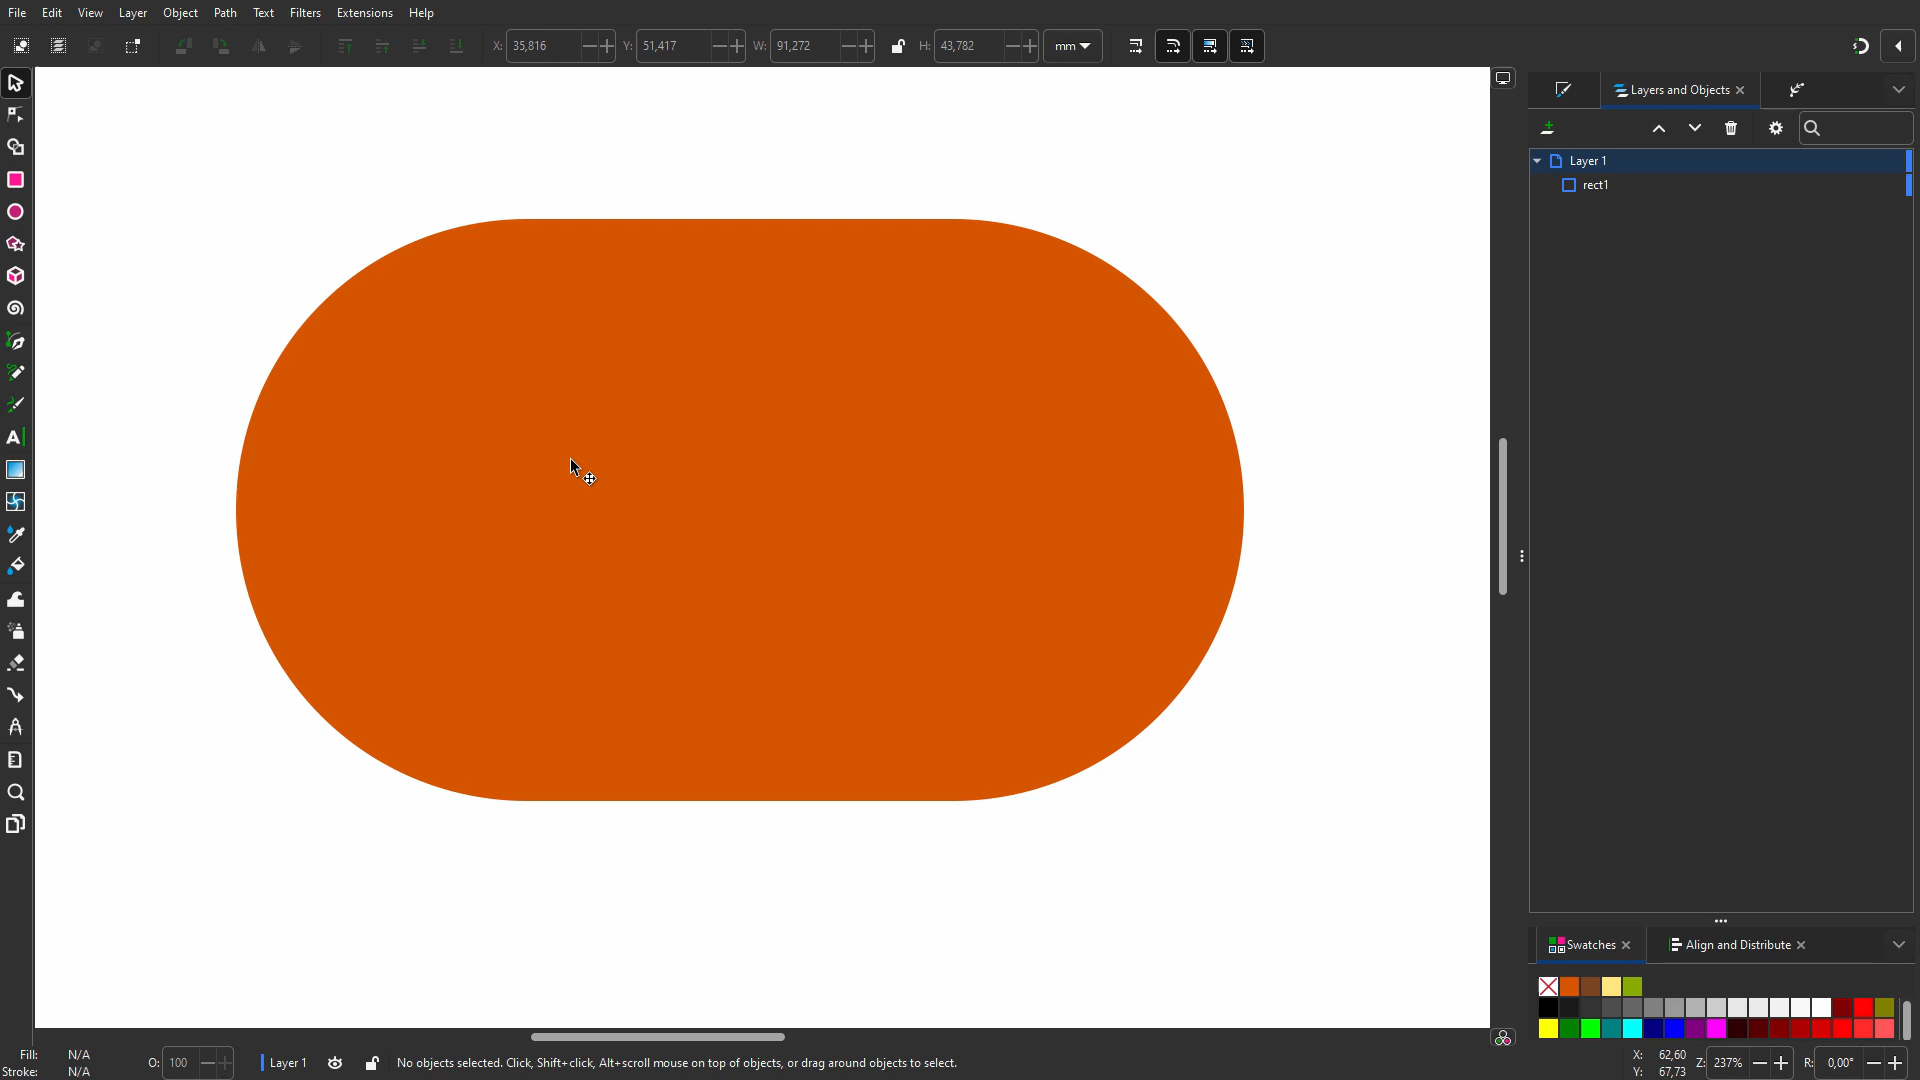 File Edit View Layer Object Path Text Filters Extensions Help
X: 35,816 Y: 51,417 W: 91,272 H: 43,782 mm
Layers and Objects
Layer 1
rect1
A
Swatches Align and Distribute
Fill: N/A
Stroke: N/A
O: 100 Layer 1 No objects selected. Click, Shift+click, Alt+scroll mouse on top of objects, or drag around objects to select.
X: 62,60
Y: 67,73
Z: 237% R: 0,00°